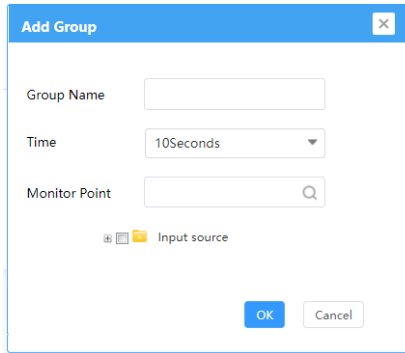 Add Group
Group Name
Time 10Seconds
Monitor Point
Input source
OK Cancel